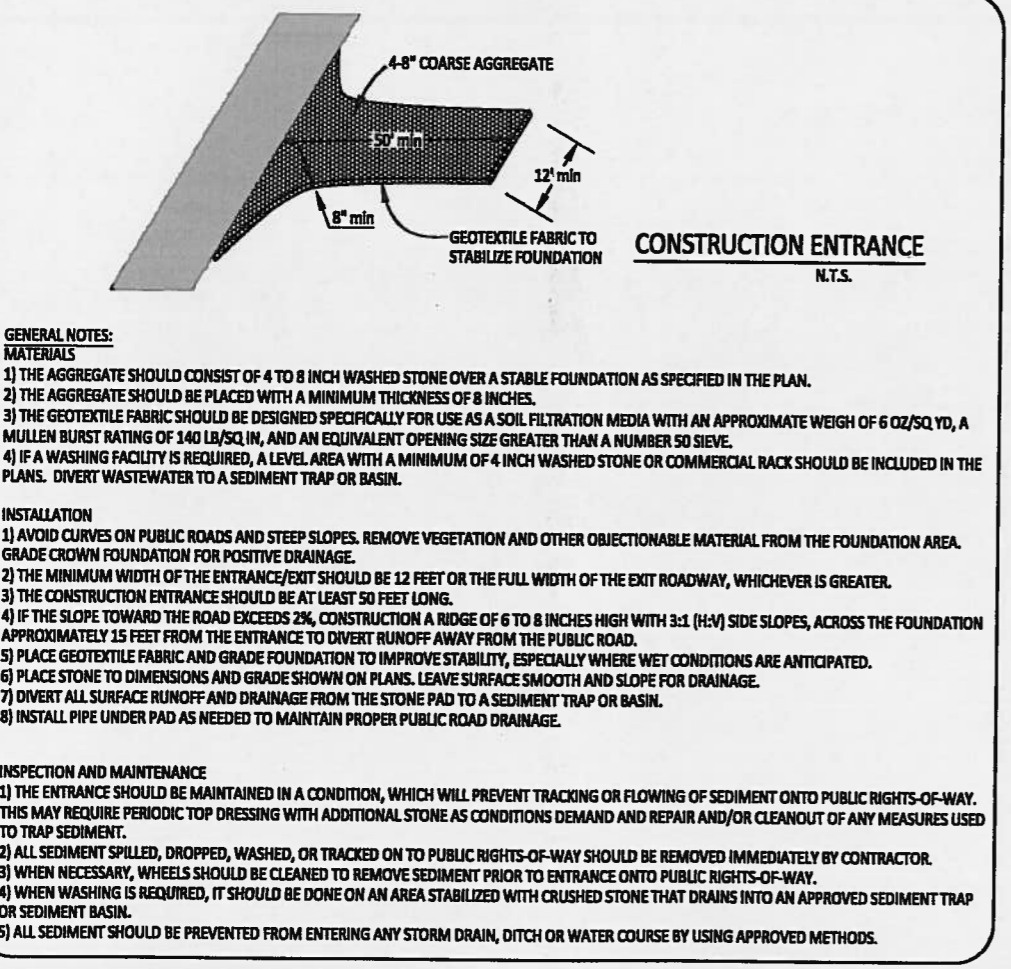 4-8" COARSE AGGREGATE
50' min
12' min
8" min
GEOTEXTILE FABRIC TO
STABILIZE FOUNDATION
CONSTRUCTION ENTRANCE
N.T.S.
GENERAL NOTES:
MATERIALS
1) THE AGGREGATE SHOULD CONSIST OF 4 TO 8 INCH WASHED STONE OVER A STABLE FOUNDATION AS SPECIFIED IN THE PLAN.
2) THE AGGREGATE SHOULD BE PLACED WITH A MINIMUM THICKNESS OF 8 INCHES.
3) THE GEOTEXTILE FABRIC SHOULD BE DESIGNED SPECIFICALLY FOR USE AS A SOIL FILTRATION MEDIA WITH AN APPROXIMATE WEIGH OF 6 OZ/SQ YD, A
MULLEN BURST RATING OF 140 LB/SQ IN, AND AN EQUIVALENT OPENING SIZE GREATER THAN A NUMBER 50 SIEVE.
4) IF A WASHING FACILITY IS REQUIRED, A LEVEL AREA WITH A MINIMUM OF 4 INCH WASHED STONE OR COMMERCIAL RACK SHOULD BE INCLUDED IN THE
PLANS. DIVERT WASTEWATER TO A SEDIMENT TRAP OR BASIN.
INSTALLATION
1) AVOID CURVES ON PUBLIC ROADS AND STEEP SLOPES. REMOVE VEGETATION AND OTHER OBJECTIONABLE MATERIAL FROM THE FOUNDATION AREA.
GRADE CROWN FOUNDATION FOR POSITIVE DRAINAGE.
2) THE MINIMUM WIDTH OF THE ENTRANCE/EXIT SHOULD BE 12 FEET OR THE FULL WIDTH OF THE EXIT ROADWAY, WHICHEVER IS GREATER.
3) THE CONSTRUCTION ENTRANCE SHOULD BE AT LEAST 50 FEET LONG.
4) IF THE SLOPE TOWARD THE ROAD EXCEEDS 2%, CONSTRUCTION A RIDGE OF 6 TO 8 INCHES HIGH WITH 3:1 (H:V) SIDE SLOPES, ACROSS THE FOUNDATION
APPROXIMATELY 15 FEET FROM THE ENTRANCE TO DIVERT RUNOFF AWAY FROM THE PUBLIC ROAD.
5) PLACE GEOTEXTILE FABRIC AND GRADE FOUNDATION TO IMPROVE STABILITY, ESPECIALLY WHERE WET CONDITIONS ARE ANTICIPATED.
6) PLACE STONE TO DIMENSIONS AND GRADE SHOWN ON PLANS. LEAVE SURFACE SMOOTH AND SLOPE FOR DRAINAGE.
7) DIVERT ALL SURFACE RUNOFF AND DRAINAGE FROM THE STONE PAD TO A SEDIMENT TRAP OR BASIN.
8) INSTALL PIPE UNDER PAD AS NEEDED TO MAINTAIN PROPER PUBLIC ROAD DRAINAGE.
INSPECTION AND MAINTENANCE
1) THE ENTRANCE SHOULD BE MAINTAINED IN A CONDITION, WHICH WILL PREVENT TRACKING OR FLOWING OF SEDIMENT ONTO PUBLIC RIGHTS-OF-WAY.
THIS MAY REQUIRE PERIODIC TOP DRESSING WITH ADDITIONAL STONE AS CONDITIONS DEMAND AND REPAIR AND/OR CLEANOUT OF ANY MEASURES USED
TO TRAP SEDIMENT.
2) ALL SEDIMENT SPILLED, DROPPED, WASHED, OR TRACKED ON TO PUBLIC RIGHTS-OF-WAY SHOULD BE REMOVED IMMEDIATELY BY CONTRACTOR.
3) WHEN NECESSARY, WHEELS SHOULD BE CLEANED TO REMOVE SEDIMENT PRIOR TO ENTRANCE ONTO PUBLIC RIGHTS-OF-WAY.
4) WHEN WASHING IS REQUIRED, IT SHOULD BE DONE ON AN AREA STABILIZED WITH CRUSHED STONE THAT DRAINS INTO AN APPROVED SEDIMENT TRAP
OR SEDIMENT BASIN.
5) ALL SEDIMENT SHOULD BE PREVENTED FROM ENTERING ANY STORM DRAIN, DITCH OR WATER COURSE BY USING APPROVED METHODS.